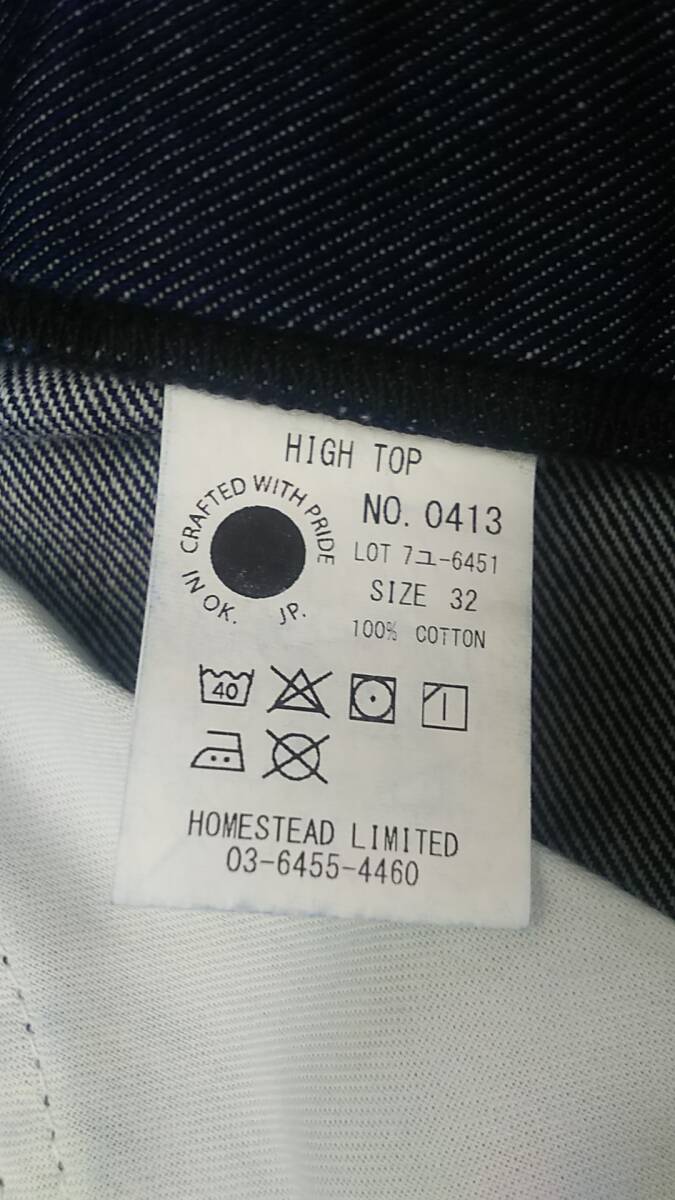 HIGH TOP
CRAFTED WITH PRIDE
IN OK. JP.
NO. 0413
LOT 7ユ-6451
SIZE 32
100% COTTON
40
HOMESTEAD LIMITED
03-6455-4460